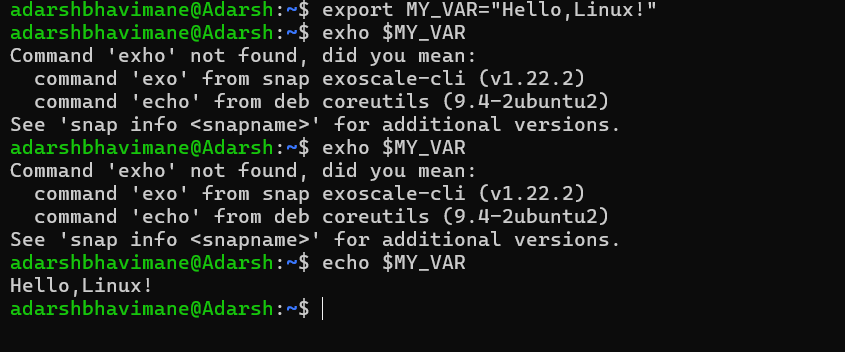 adarshbhavimane@Adarsh:~$ export MY_VAR="Hello,Linux!"
adarshbhavimane@Adarsh:~$ exho $MY_VAR
Command 'exho' not found, did you mean:
  command 'exo' from snap exoscale-cli (v1.22.2)
  command 'echo' from deb coreutils (9.4-2ubuntu2)
See 'snap info <snapname>' for additional versions.
adarshbhavimane@Adarsh:~$ exho $MY_VAR
Command 'exho' not found, did you mean:
  command 'exo' from snap exoscale-cli (v1.22.2)
  command 'echo' from deb coreutils (9.4-2ubuntu2)
See 'snap info <snapname>' for additional versions.
adarshbhavimane@Adarsh:~$ echo $MY_VAR
Hello,Linux!
adarshbhavimane@Adarsh:~$